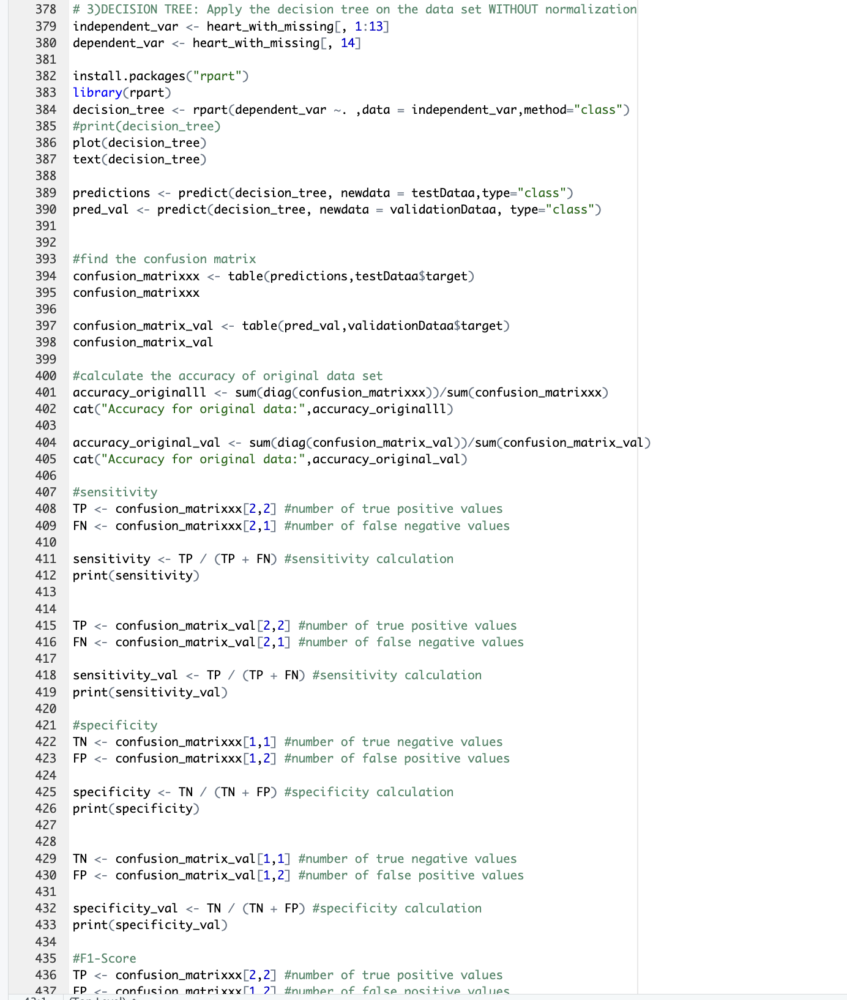 378 # 3)DECISION TREE: Apply the decision tree on the data set WITHOUT normalization
379 independent_var <- heart_with_missing[, 1:13]
380 dependent_var <- heart_with_missing[, 14]
381
382 install.packages("rpart")
383 library(rpart)
384 decision_tree <- rpart(dependent_var ~. ,data = independent_var,method="class")
385 #print(decision_tree)
386 plot(decision_tree)
387 text(decision_tree)
388
389 predictions <- predict(decision_tree, newdata = testDataa,type="class")
390 pred_val <- predict(decision_tree, newdata = validationDataa, type="class")
391
392
393 #find the confusion matrix
394 confusion_matrixxx <- table(predictions,testDataa$target)
395 confusion_matrixxx
396
397 confusion_matrix_val <- table(pred_val,validationDataa$target)
398 confusion_matrix_val
399
400 #calculate the accuracy of original data set
401 accuracy_originalll <- sum(diag(confusion_matrixxx))/sum(confusion_matrixxx)
402 cat("Accuracy for original data:",accuracy_originalll)
403
404 accuracy_original_val <- sum(diag(confusion_matrix_val))/sum(confusion_matrix_val)
405 cat("Accuracy for original data:",accuracy_original_val)
406
407 #sensitivity
408 TP <- confusion_matrixxx[2,2] #number of true positive values
409 FN <- confusion_matrixxx[2,1] #number of false negative values
410
411 sensitivity <- TP / (TP + FN) #sensitivity calculation
412 print(sensitivity)
413
414
415 TP <- confusion_matrix_val[2,2] #number of true positive values
416 FN <- confusion_matrix_val[2,1] #number of false negative values
417
418 sensitivity_val <- TP / (TP + FN) #sensitivity calculation
419 print(sensitivity_val)
420
421 #specificity
422 TN <- confusion_matrixxx[1,1] #number of true negative values
423 FP <- confusion_matrixxx[1,2] #number of false positive values
424
425 specificity <- TN / (TN + FP) #specificity calculation
426 print(specificity)
427
428
429 TN <- confusion_matrix_val[1,1] #number of true negative values
430 FP <- confusion_matrix_val[1,2] #number of false positive values
431
432 specificity_val <- TN / (TN + FP) #specificity calculation
433 print(specificity_val)
434
435 #F1-Score
436 TP <- confusion_matrixxx[2,2] #number of true positive values
437 FP <- confusion_matrixxx[1,2] #number of false positive values